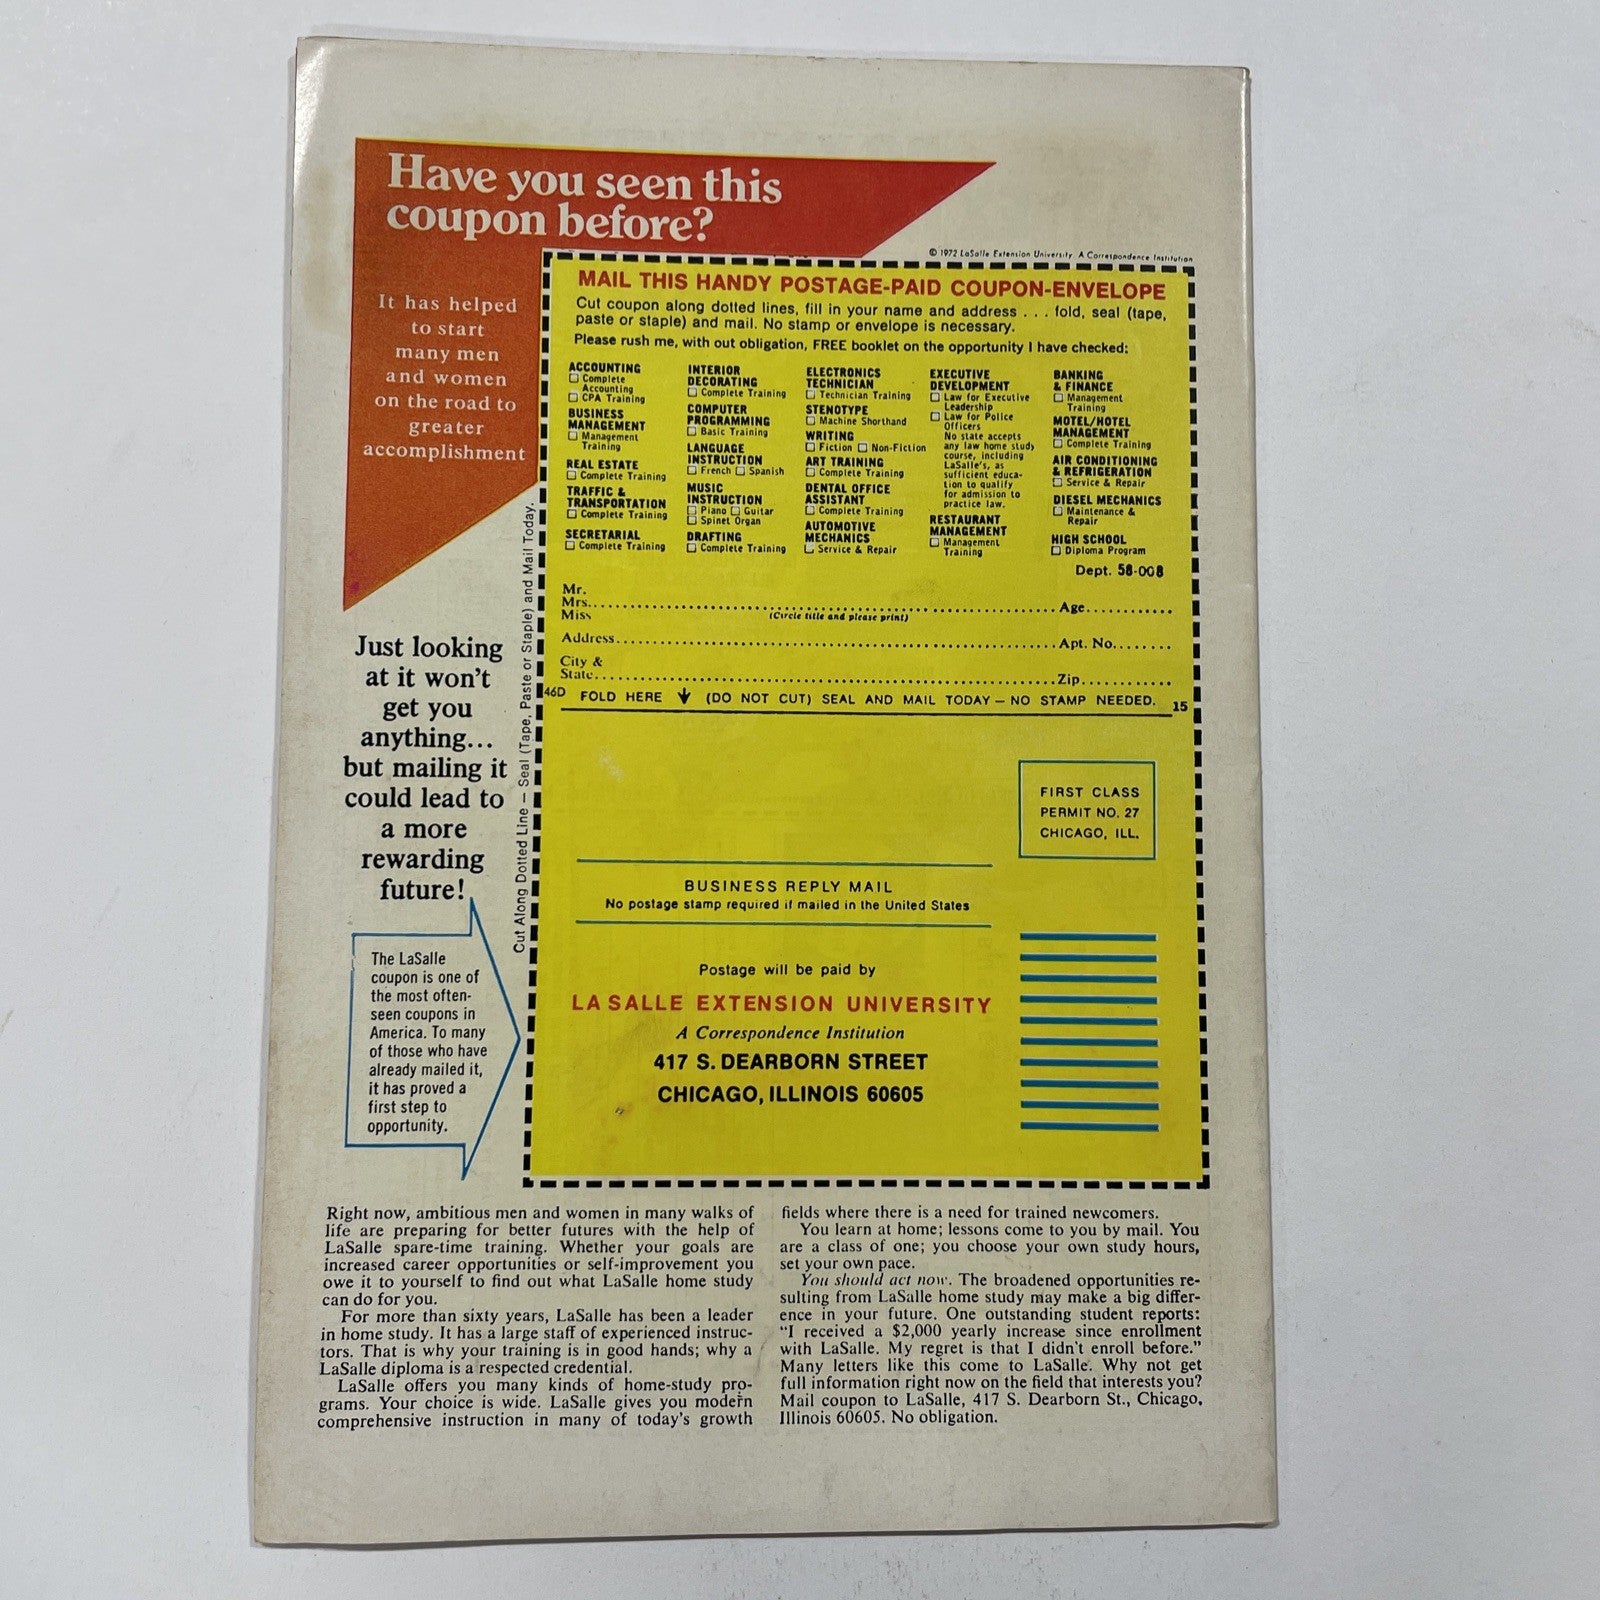 Have you seen this
coupon before?
It has helped
to start
many men
and women
on the road to
greater
accomplishment
© 1972 LaSalle Extension University A Correspondence Institution
MAIL THIS HANDY POSTAGE-PAID COUPON-ENVELOPE
Cut coupon along dotted lines, fill in your name and address . . . fold, seal (tape,
paste or staple) and mail. No stamp or envelope is necessary.
Please rush me, with out obligation, FREE booklet on the opportunity I have checked:
ACCOUNTING
☐ Complete
Accounting
☐ CPA Training
BUSINESS
MANAGEMENT
☐ Management
Training
REAL ESTATE
☐ Complete Training
TRAFFIC &
TRANSPORTATION
☐ Complete Training
SECRETARIAL
☐ Complete Training
INTERIOR
DECORATING
☐ Complete Training
COMPUTER
PROGRAMMING
☐ Basic Training
LANGUAGE
INSTRUCTION
☐ French ☐ Spanish
MUSIC
INSTRUCTION
☐ Piano ☐ Guitar
☐ Spinet Organ
DRAFTING
☐ Complete Training
ELECTRONICS
TECHNICIAN
☐ Technician Training
STENOTYPE
☐ Machine Shorthand
WRITING
☐ Fiction ☐ Non-Fiction
ART TRAINING
☐ Complete Training
DENTAL OFFICE
ASSISTANT
☐ Complete Training
AUTOMOTIVE
MECHANICS
☐ Service & Repair
EXECUTIVE
DEVELOPMENT
☐ Law for Executive
Leadership
☐ Law for Police
Officers
No state accepts
any law home study
course, including
LaSalle's, as
sufficient educa-
tion to qualify
for admission to
practice law.
RESTAURANT
MANAGEMENT
☐ Management
Training
BANKING
& FINANCE
☐ Management
Training
MOTEL/HOTEL
MANAGEMENT
☐ Complete Training
AIR CONDITIONING
& REFRIGERATION
☐ Service & Repair
DIESEL MECHANICS
☐ Maintenance &
Repair
HIGH SCHOOL
☐ Diploma Program
Dept. 58-008
Mr.
Mrs. Age
Miss (Circle title and please print)
Address Apt. No.
City &
State Zip
46D FOLD HERE ↓ (DO NOT CUT) SEAL AND MAIL TODAY – NO STAMP NEEDED. 15
Cut Along Dotted Line – Seal (Tape, Paste or Staple) and Mail Today.
Just looking
at it won't
get you
anything...
but mailing it
could lead to
a more
rewarding
future!
The LaSalle
coupon is one of
the most often-
seen coupons in
America. To many
of those who have
already mailed it,
it has proved a
first step to
opportunity.
FIRST CLASS
PERMIT NO. 27
CHICAGO, ILL.
BUSINESS REPLY MAIL
No postage stamp required if mailed in the United States
Postage will be paid by
LA SALLE EXTENSION UNIVERSITY
A Correspondence Institution
417 S. DEARBORN STREET
CHICAGO, ILLINOIS 60605
Right now, ambitious men and women in many walks of
life are preparing for better futures with the help of
LaSalle spare-time training. Whether your goals are
increased career opportunities or self-improvement you
owe it to yourself to find out what LaSalle home study
can do for you.
For more than sixty years, LaSalle has been a leader
in home study. It has a large staff of experienced instruc-
tors. That is why your training is in good hands; why a
LaSalle diploma is a respected credential.
LaSalle offers you many kinds of home-study pro-
grams. Your choice is wide. LaSalle gives you modern
comprehensive instruction in many of today's growth
fields where there is a need for trained newcomers.
You learn at home; lessons come to you by mail. You
are a class of one; you choose your own study hours,
set your own pace.
You should act now. The broadened opportunities re-
sulting from LaSalle home study may make a big differ-
ence in your future. One outstanding student reports:
"I received a $2,000 yearly increase since enrollment
with LaSalle. My regret is that I didn't enroll before."
Many letters like this come to LaSalle. Why not get
full information right now on the field that interests you?
Mail coupon to LaSalle, 417 S. Dearborn St., Chicago,
Illinois 60605. No obligation.